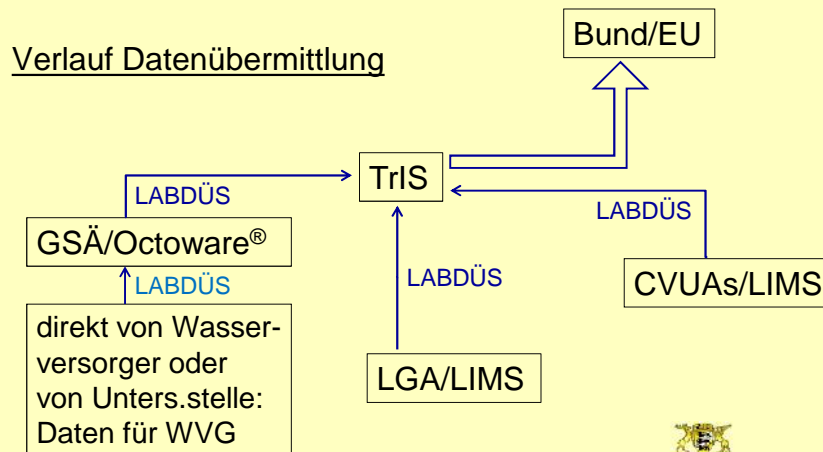 Bund/EU
Verlauf Datenübermittlung
TrIS
LABDÜS
LABDÜS
GSÄ/Octoware®
LABDÜS
LABDÜS
CVUAs/LIMS
direkt von Wasser-
versorger oder
von Unters.stelle:
Daten für WVG
LGA/LIMS